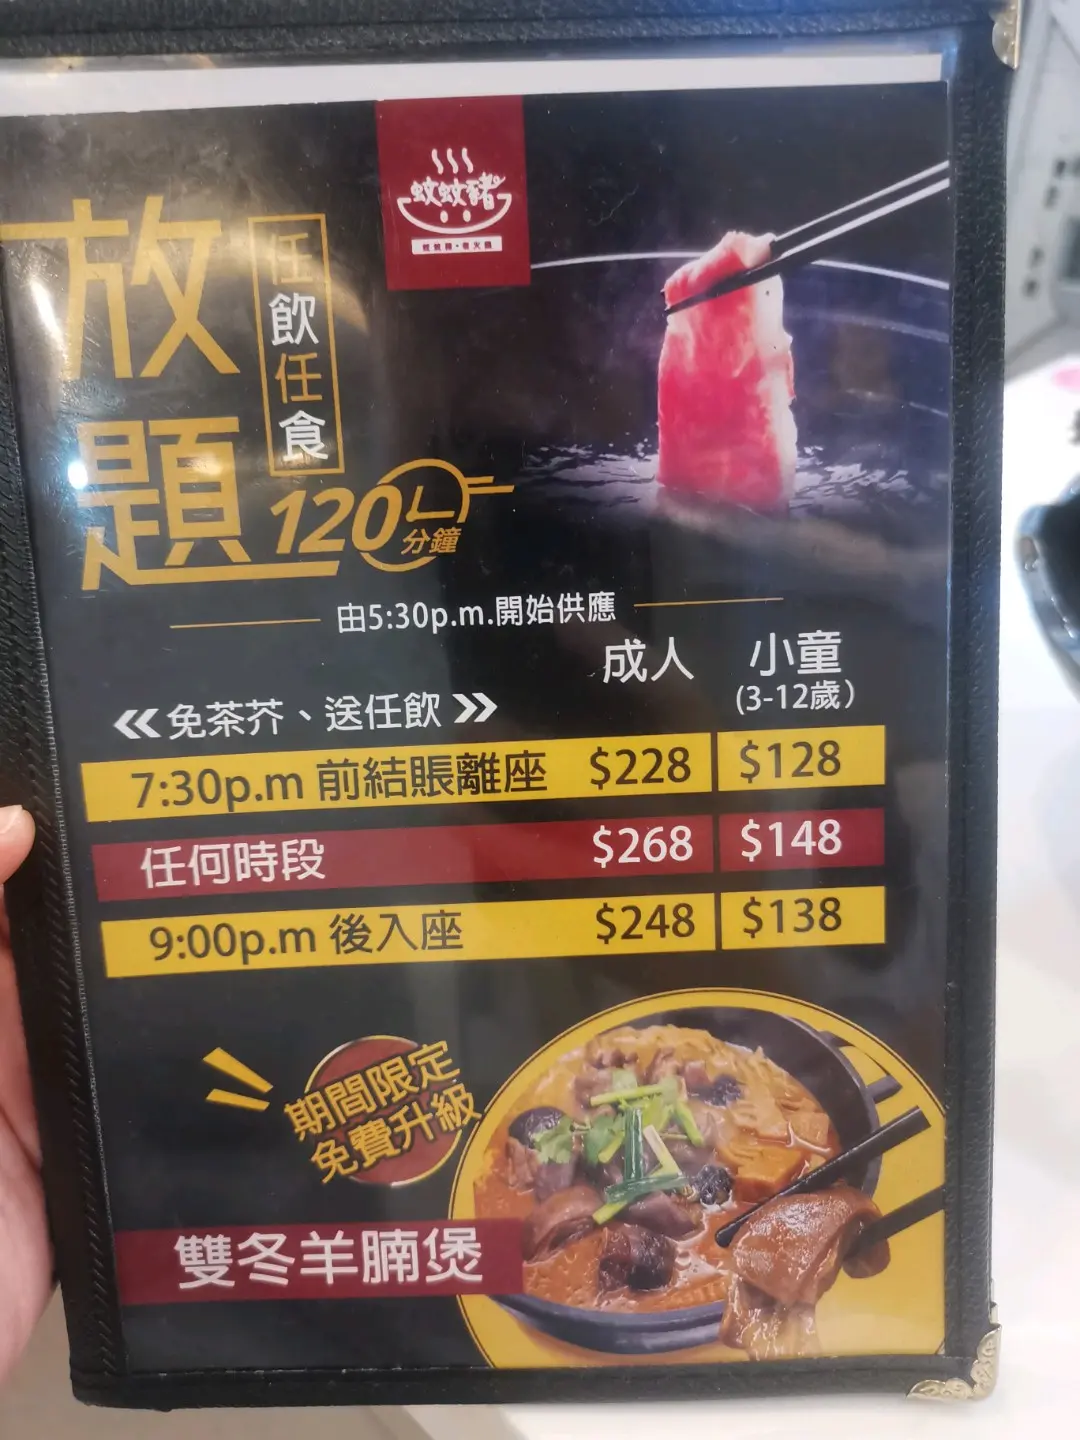 蚊蚊豬
放題
任飲任食
120分鐘
由5:30p.m.開始供應
成人 小童
(3-12歲)
《免茶芥、送任飲》
7:30p.m 前結賬離座 $228 $128
任何時段 $268 $148
9:00p.m 後入座 $248 $138
期間限定
免費升級
雙冬羊腩煲